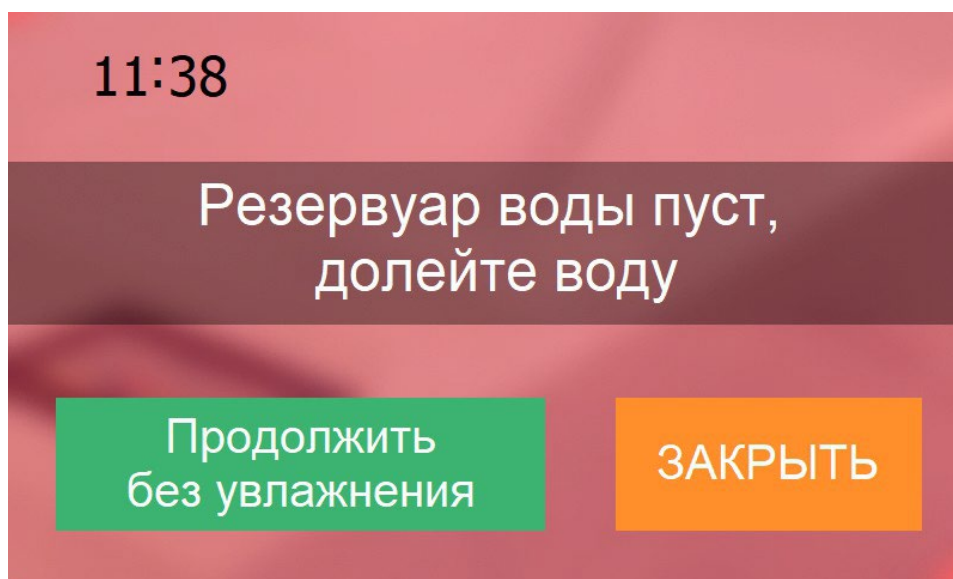 11:38
Резервуар воды пуст,
долейте воду
Продолжить
без увлажнения
ЗАКРЫТЬ